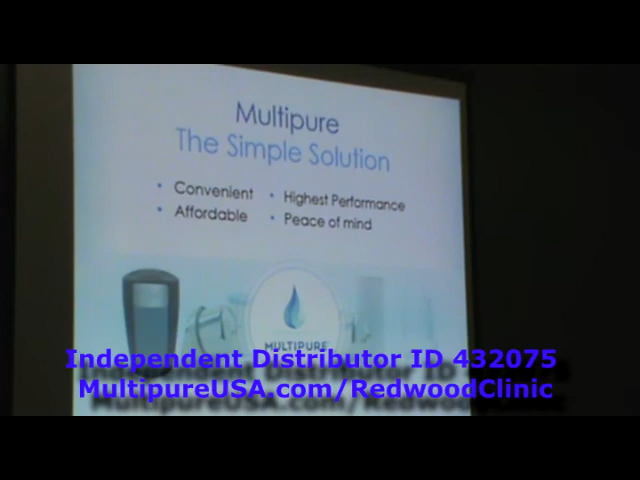 Multipure
The Simple Solution
• Convenient
• Affordable
• Highest Performance
• Peace of mind
MULTIPURE
Independent Distributor ID 432075
MultipureUSA.com/RedwoodClinic